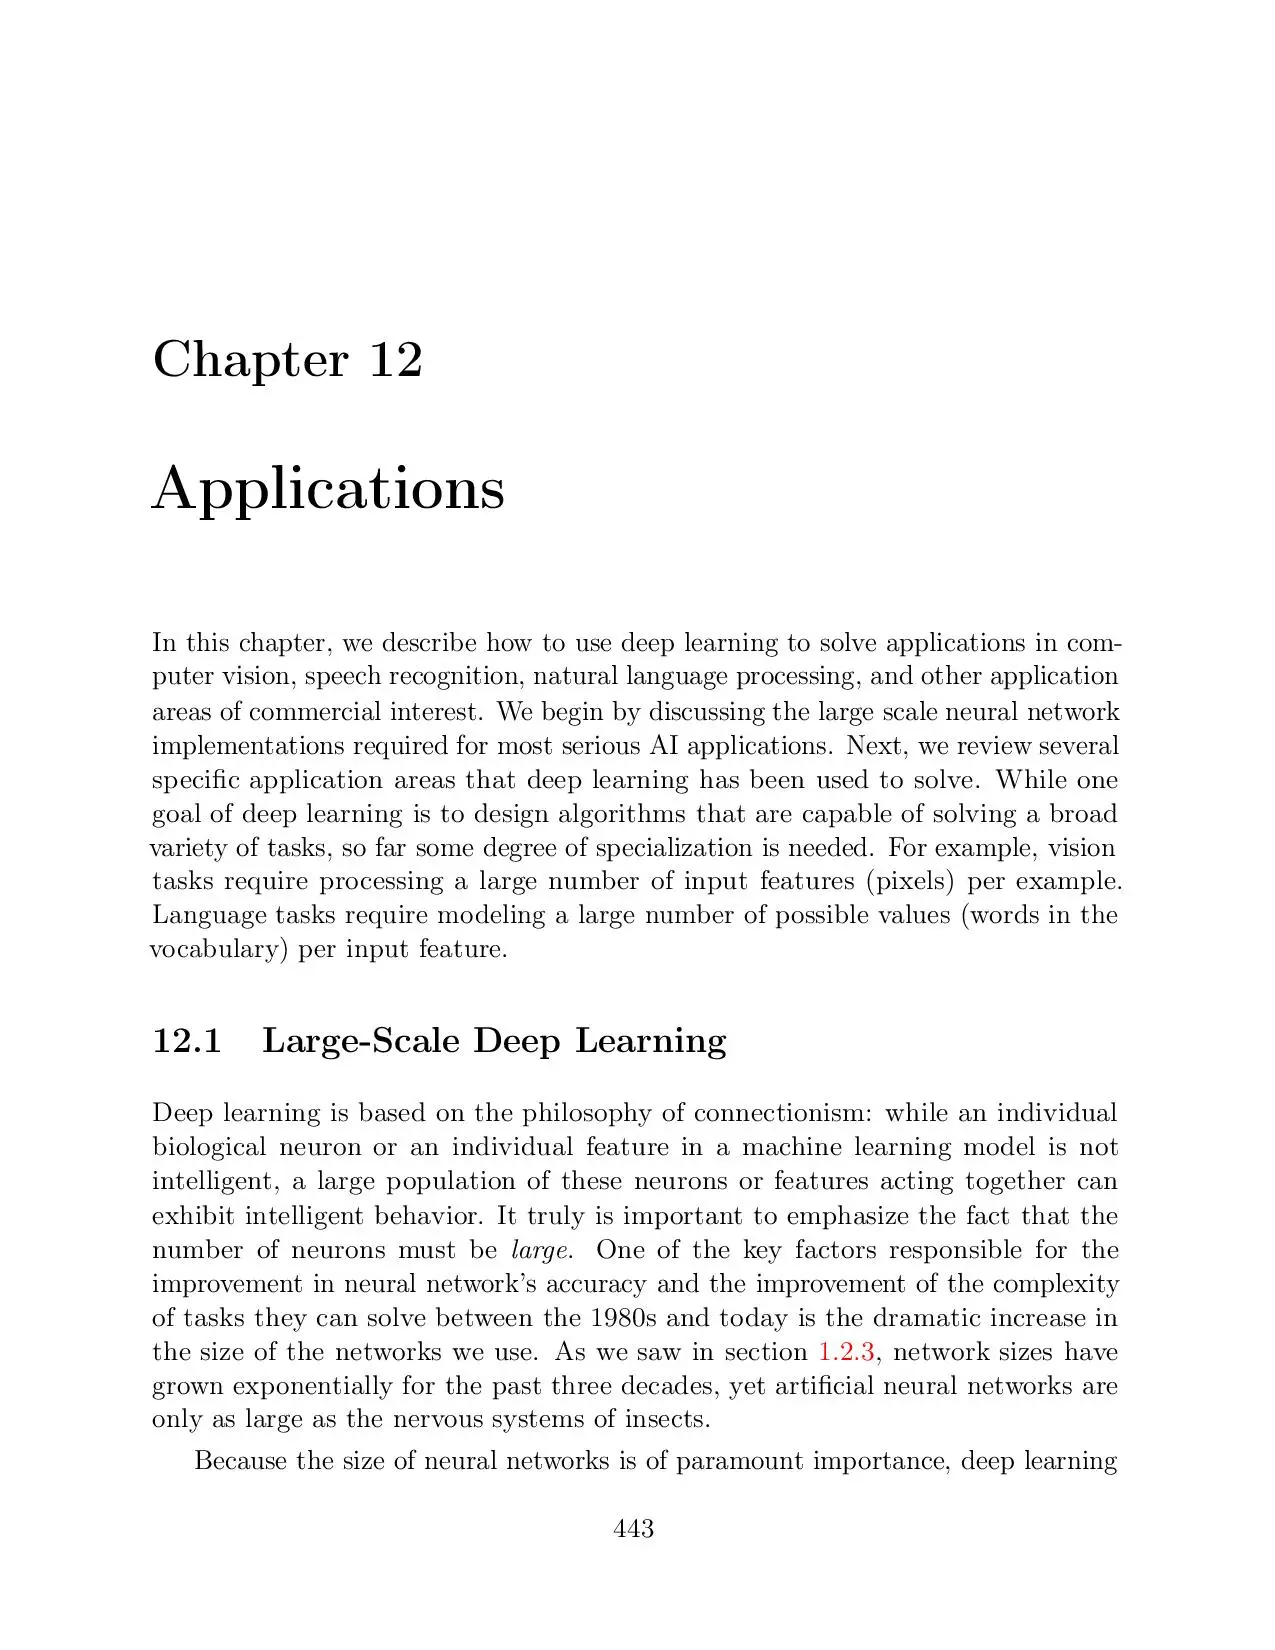 Chapter 12
Applications
In this chapter, we describe how to use deep learning to solve applications in com-
puter vision, speech recognition, natural language processing, and other application
areas of commercial interest. We begin by discussing the large scale neural network
implementations required for most serious AI applications. Next, we review several
specific application areas that deep learning has been used to solve. While one
goal of deep learning is to design algorithms that are capable of solving a broad
variety of tasks, so far some degree of specialization is needed. For example, vision
tasks require processing a large number of input features (pixels) per example.
Language tasks require modeling a large number of possible values (words in the
vocabulary) per input feature.
12.1 Large-Scale Deep Learning
Deep learning is based on the philosophy of connectionism: while an individual
biological neuron or an individual feature in a machine learning model is not
intelligent, a large population of these neurons or features acting together can
exhibit intelligent behavior. It truly is important to emphasize the fact that the
number of neurons must be large. One of the key factors responsible for the
improvement in neural network's accuracy and the improvement of the complexity
of tasks they can solve between the 1980s and today is the dramatic increase in
the size of the networks we use. As we saw in section 1.2.3, network sizes have
grown exponentially for the past three decades, yet artificial neural networks are
only as large as the nervous systems of insects.
Because the size of neural networks is of paramount importance, deep learning
443